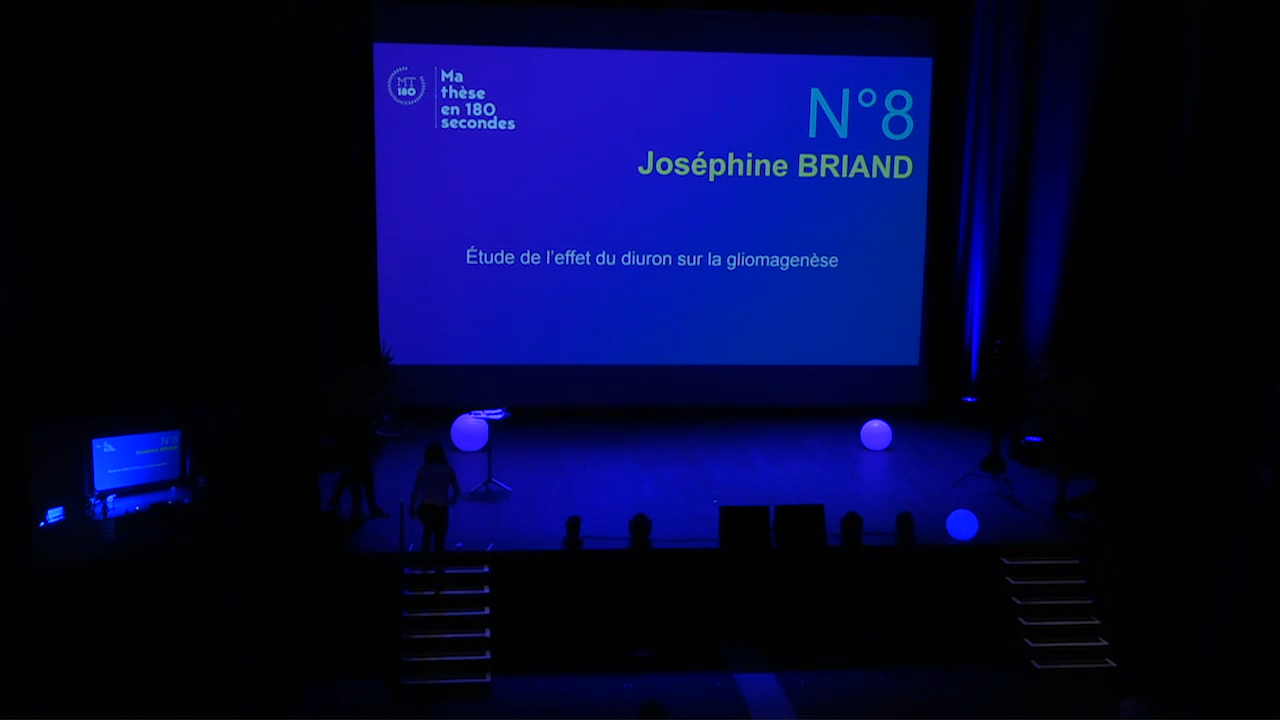 MT
180
Ma
thèse
en 180
secondes
N°8
Joséphine BRIAND
Étude de l'effet du diuron sur la gliomagenèse